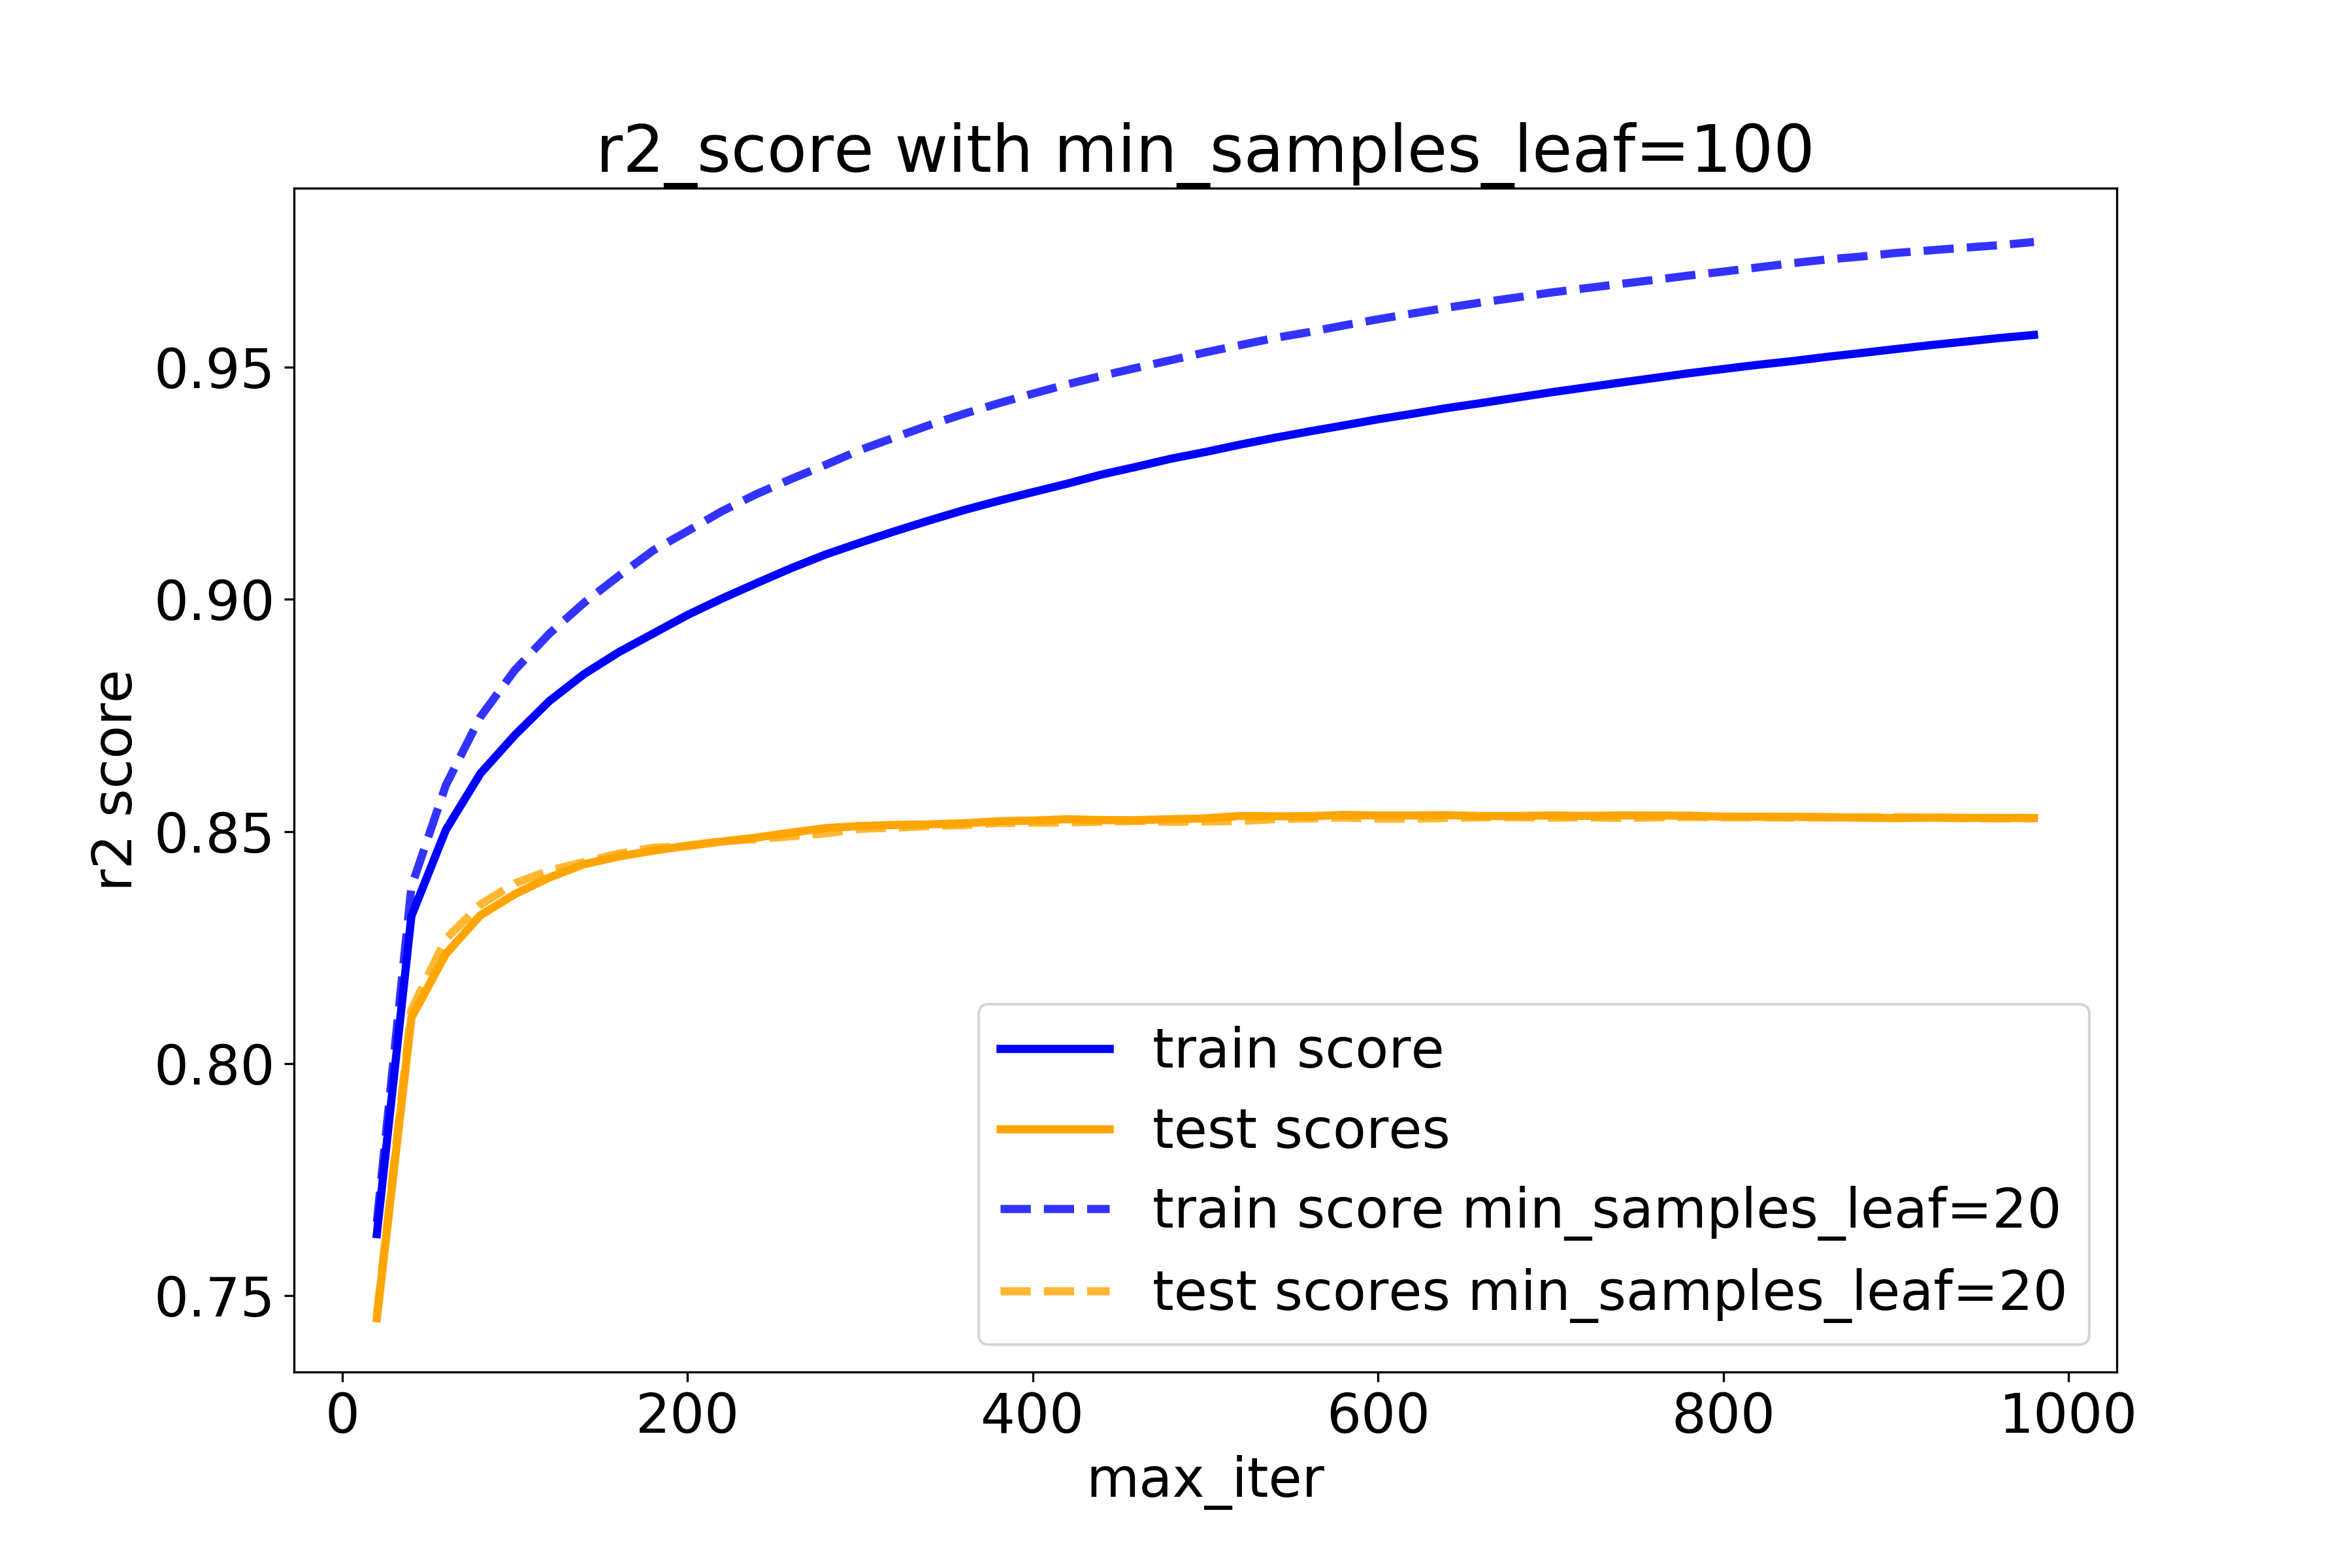 r2_score with min_samples_leaf=100
r2 score
0.95
0.90
0.85
0.80
0.75
train score
test scores
train score min_samples_leaf=20
test scores min_samples_leaf=20
0 200 400 600 800 1000
max_iter